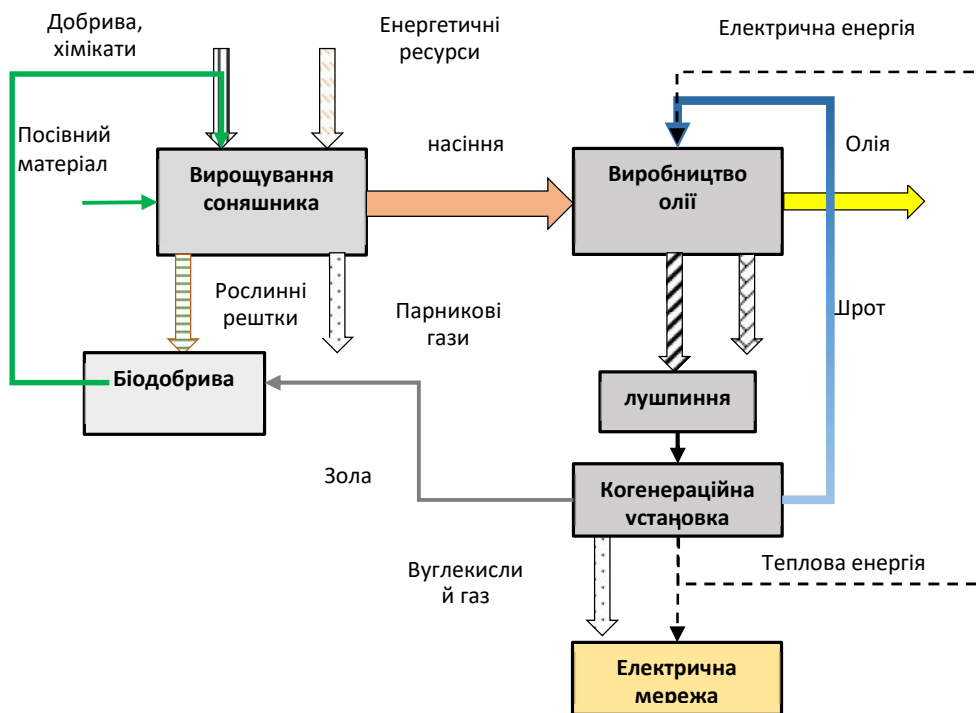 Добрива,
хімікати
Енергетичні
ресурси
Електрична енергія
Посівний
матеріал
Вирощування
соняшника
насіння
Виробництво
олії
Олія
Рослинні
рештки
Парникові
гази
Шрот
Біодобрива
лушпиння
Зола
Когенераційна
установка
Вуглекисли
й газ
Теплова енергія
Електрична
мережа